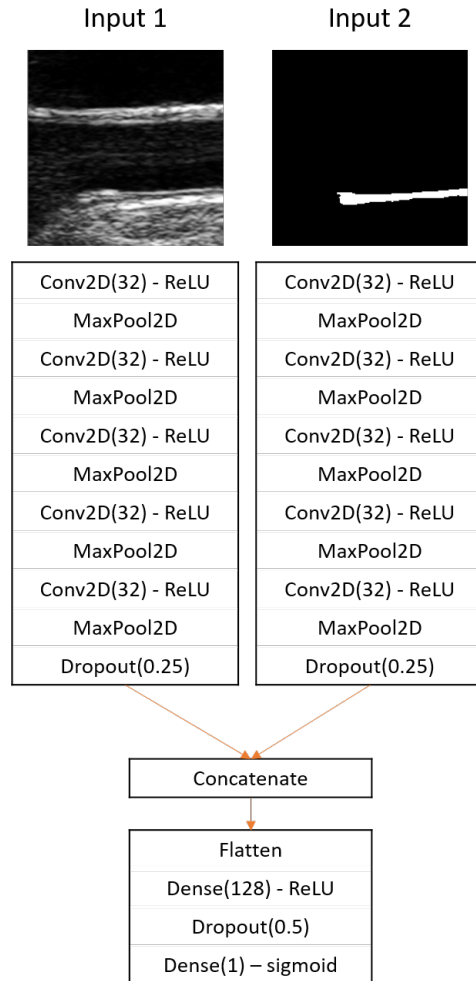 Input 1
Input 2
Conv2D(32) - ReLU
MaxPool2D
Conv2D(32) - ReLU
MaxPool2D
Conv2D(32) - ReLU
MaxPool2D
Conv2D(32) - ReLU
MaxPool2D
Conv2D(32) - ReLU
MaxPool2D
Dropout(0.25)
Conv2D(32) - ReLU
MaxPool2D
Conv2D(32) - ReLU
MaxPool2D
Conv2D(32) - ReLU
MaxPool2D
Conv2D(32) - ReLU
MaxPool2D
Conv2D(32) - ReLU
MaxPool2D
Dropout(0.25)
Concatenate
Flatten
Dense(128) - ReLU
Dropout(0.5)
Dense(1) – sigmoid